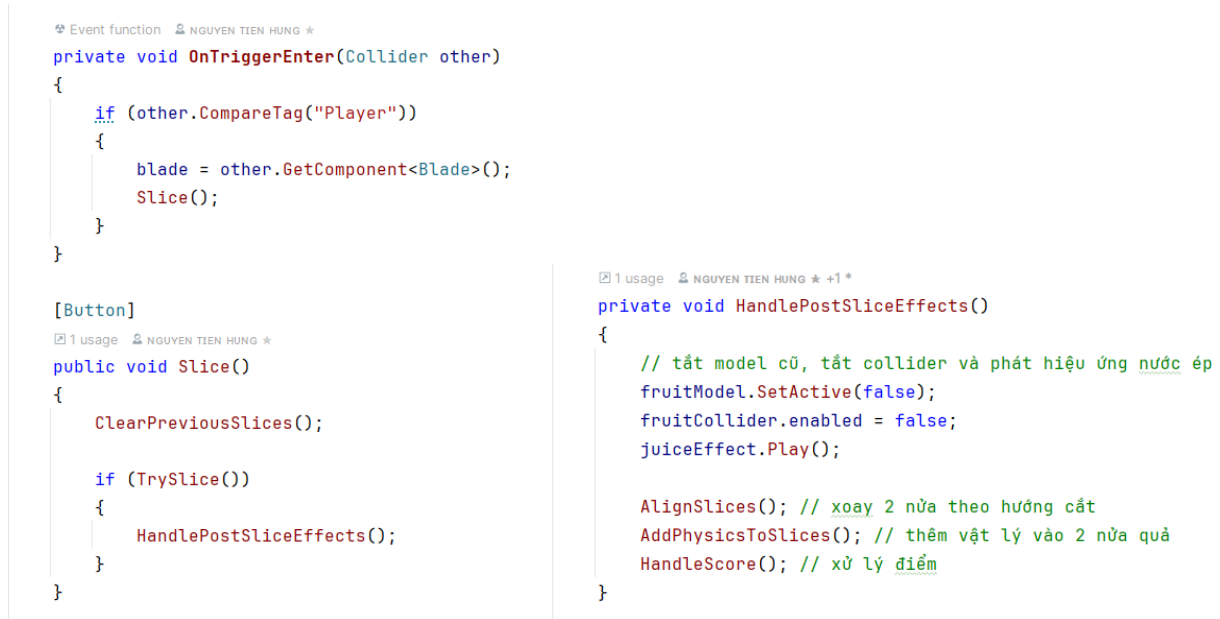 Event function NGUYEN TIEN HUNG *
private void OnTriggerEnter(Collider other)
{
if (other.CompareTag("Player"))
{
blade = other.GetComponent<Blade>();
Slice();
}
}
[Button]
1 usage NGUYEN TIEN HUNG *
public void Slice()
{
ClearPreviousSlices();
if (TrySlice())
{
HandlePostSliceEffects();
}
}
1 usage NGUYEN TIEN HUNG * +1 *
private void HandlePostSliceEffects()
{
// tắt model cũ, tắt collider và phát hiệu ứng nước ép
fruitModel.SetActive(false);
fruitCollider.enabled = false;
juiceEffect.Play();
AlignSlices(); // xoay 2 nửa theo hướng cắt
AddPhysicsToSlices(); // thêm vật lý vào 2 nửa quả
HandleScore(); // xử lý điểm
}